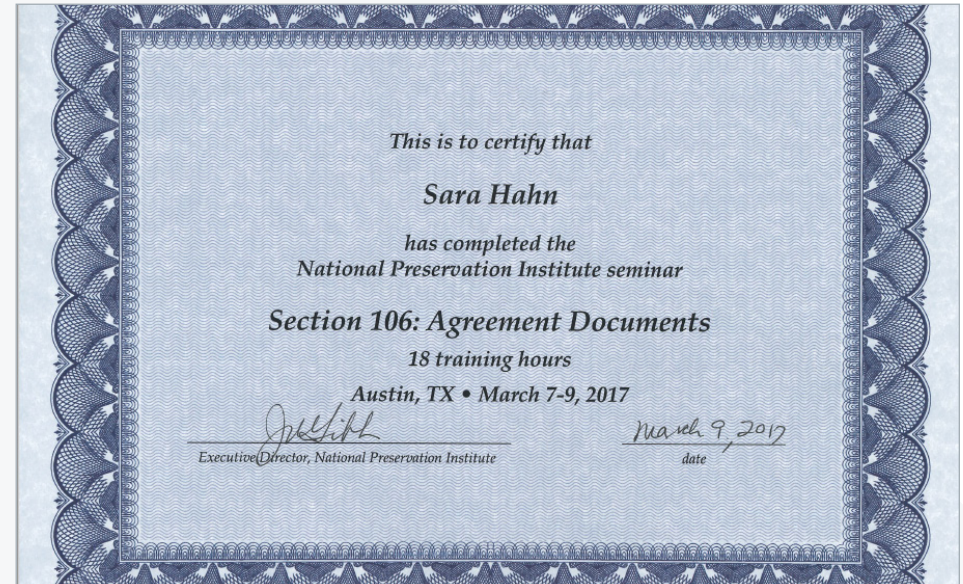 This is to certify that
Sara Hahn
has completed the
National Preservation Institute seminar
Section 106: Agreement Documents
18 training hours
Austin, TX • March 7-9, 2017
March 9, 2017
Executive Director, National Preservation Institute
date